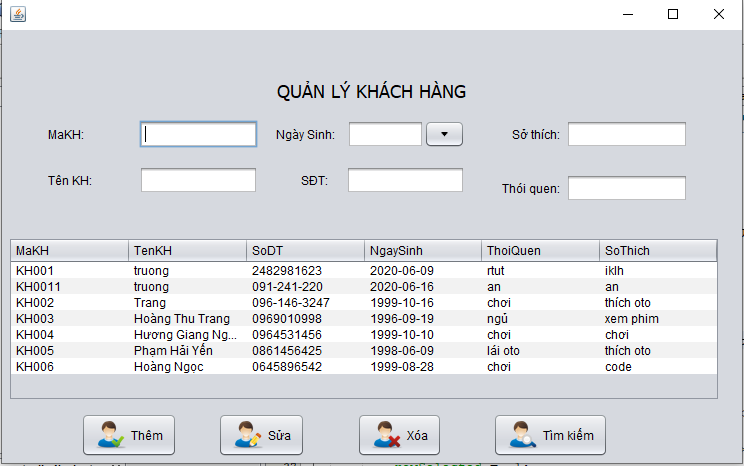 QUẢN LÝ KHÁCH HÀNG
MaKH: Ngày Sinh: Sở thích:
Tên KH: SĐT: Thói quen:
MaKH TenKH SoDT NgaySinh ThoiQuen SoThich
KH001 truong 2482981623 2020-06-09 rtut iklh
KH0011 truong 091-241-220 2020-06-16 an an
KH002 Trang 096-146-3247 1999-10-16 chơi thích oto
KH003 Hoàng Thu Trang 0969010998 1996-09-19 ngủ xem phim
KH004 Hương Giang Ng... 0964531456 1999-10-10 chơi chơi
KH005 Phạm Hải Yến 0861456425 1998-06-09 lái oto thích oto
KH006 Hoàng Ngọc 0645896542 1999-08-28 chơi code
Thêm Sửa Xóa Tìm kiếm